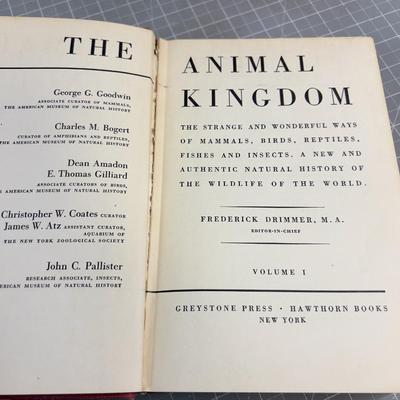 THE
George G. Goodwin
ASSOCIATE CURATOR OF MAMMALS,
THE AMERICAN MUSEUM OF NATURAL HISTORY
Charles M. Bogert
CURATOR OF AMPHIBIANS AND REPTILES,
THE AMERICAN MUSEUM OF NATURAL HISTORY
Dean Amadon
E. Thomas Gilliard
ASSOCIATE CURATORS OF BIRDS,
THE AMERICAN MUSEUM OF NATURAL HISTORY
Christopher W. Coates CURATOR
James W. Atz ASSISTANT CURATOR,
AQUARIUM OF
THE NEW YORK ZOOLOGICAL SOCIETY
John C. Pallister
RESEARCH ASSOCIATE, INSECTS,
AMERICAN MUSEUM OF NATURAL HISTORY
ANIMAL
KINGDOM
THE STRANGE AND WONDERFUL WAYS
OF MAMMALS, BIRDS, REPTILES,
FISHES AND INSECTS. A NEW AND
AUTHENTIC NATURAL HISTORY OF
THE WILDLIFE OF THE WORLD.
FREDERICK DRIMMER, M.A.
EDITOR-IN-CHIEF
VOLUME I
GREYSTONE PRESS • HAWTHORN BOOKS
NEW YORK